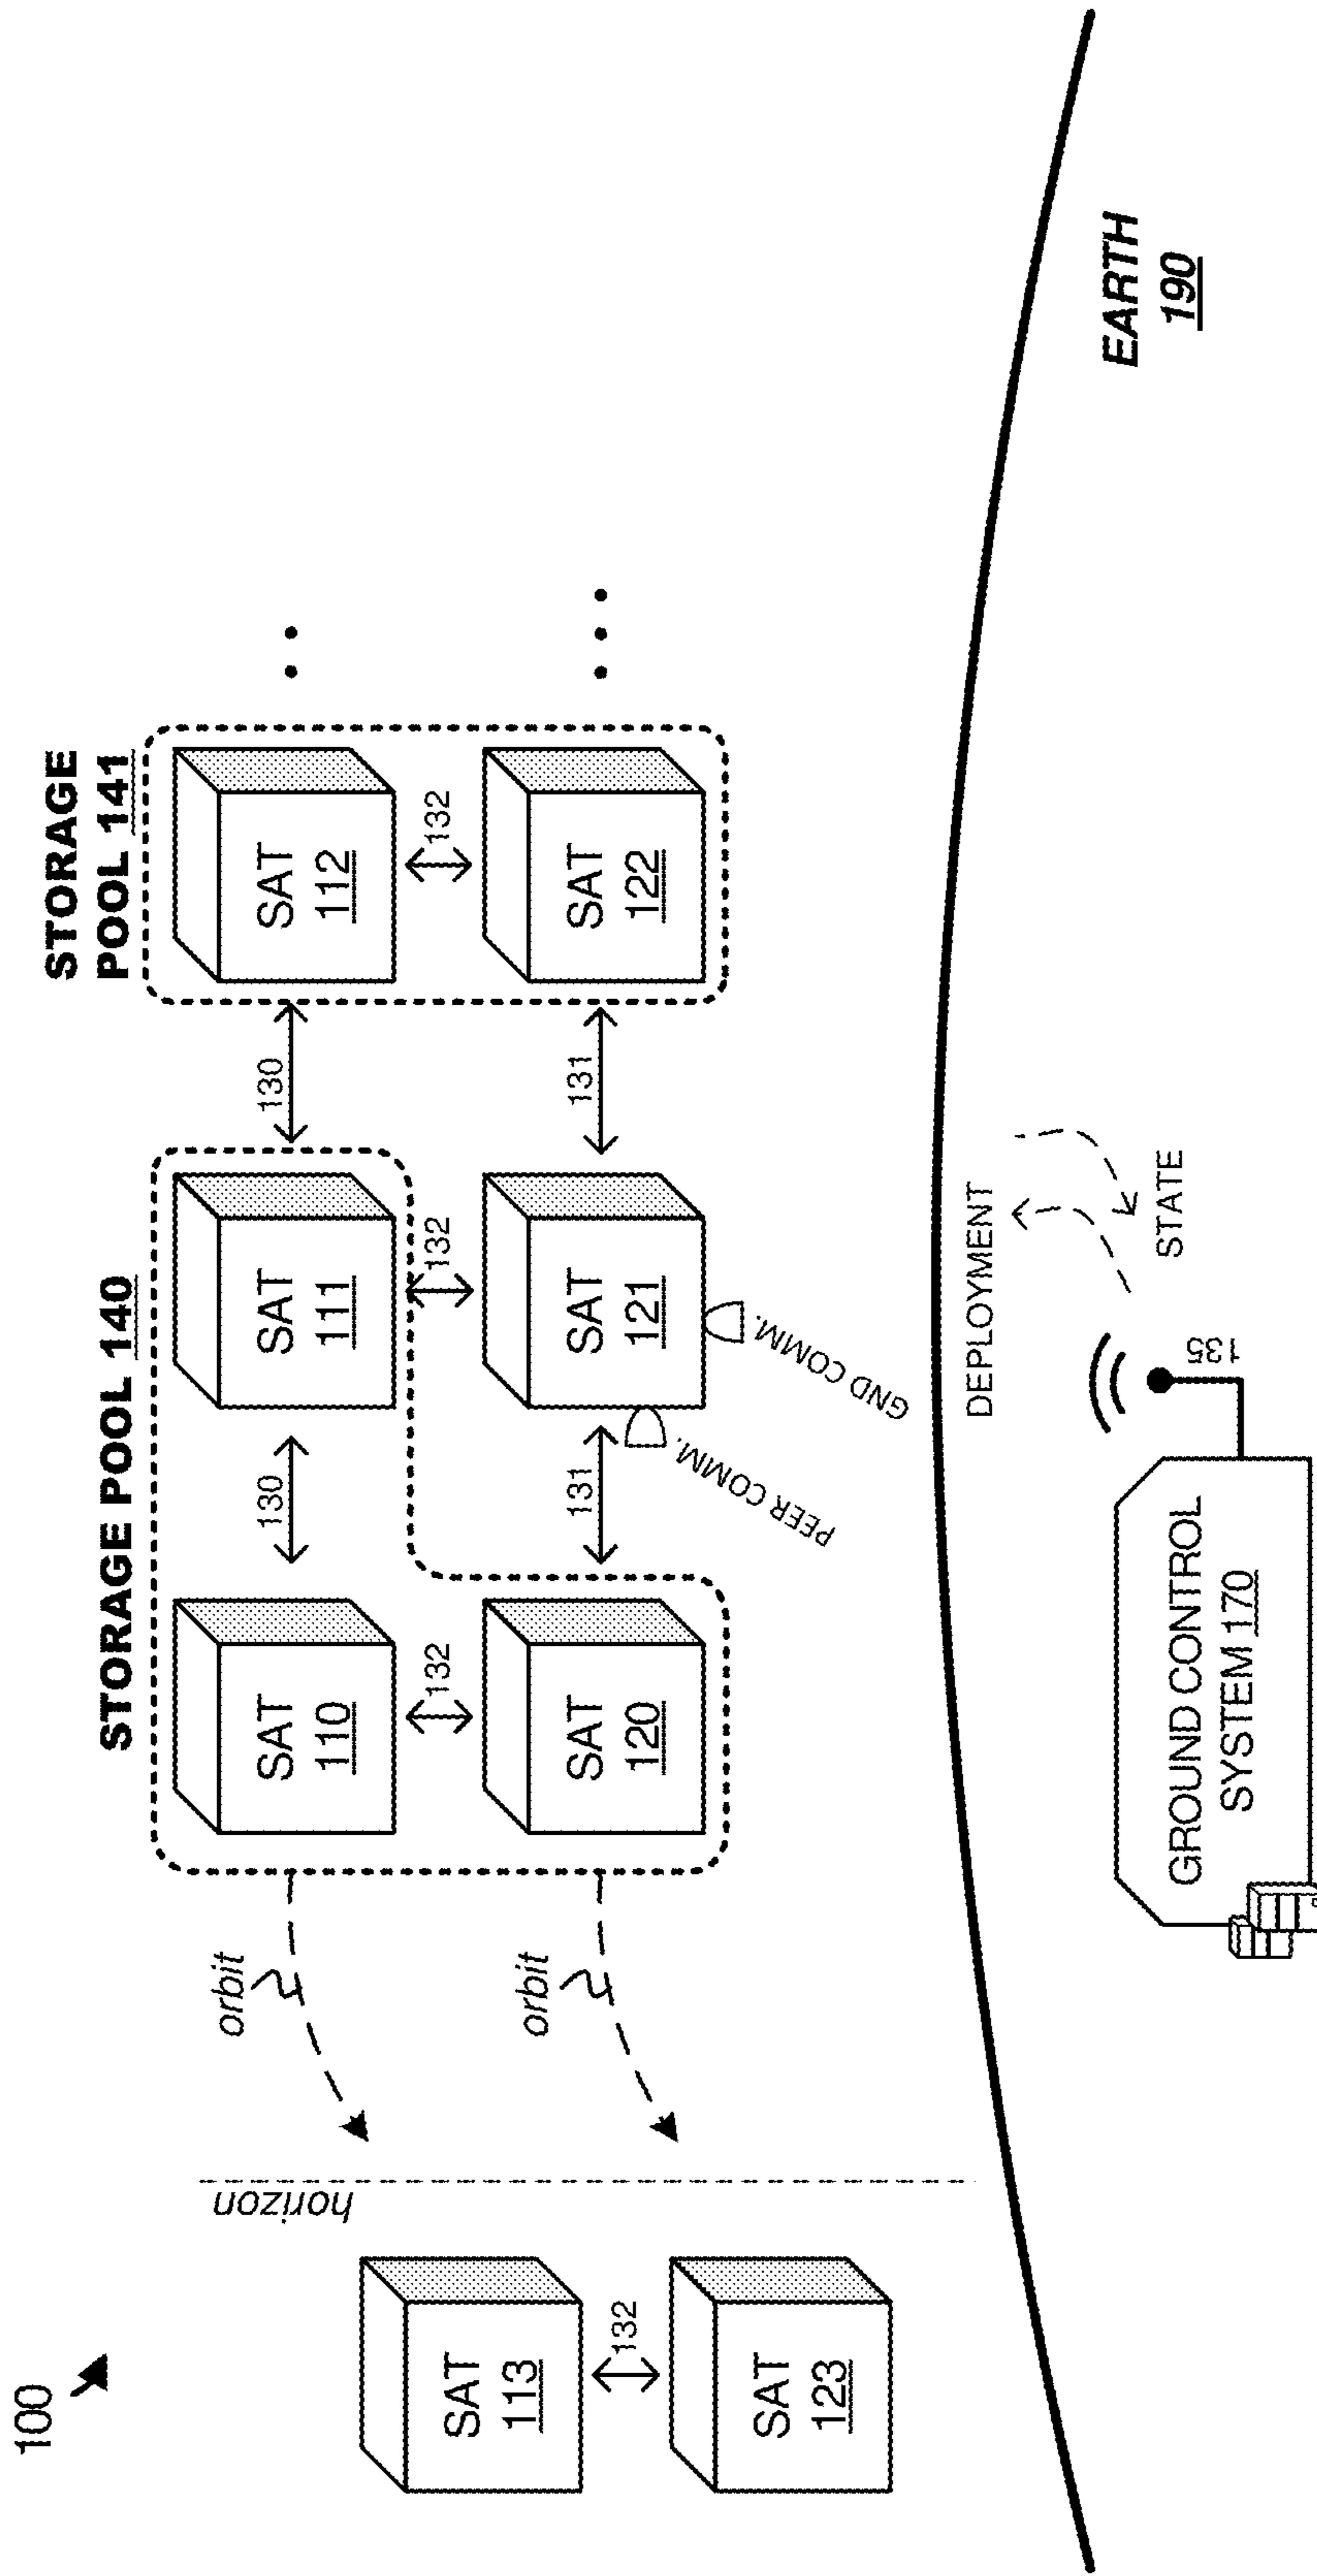 100
STORAGE POOL 140
STORAGE
POOL 141
orbit
SAT
110
130
SAT
111
130
SAT
112
SAT
113
132
132
132
132
horizon
orbit
SAT
120
131
SAT
121
131
SAT
122
SAT
123
PEER COMM.
GND COMM.
DEPLOYMENT
STATE
135
GROUND CONTROL
SYSTEM 170
EARTH
190